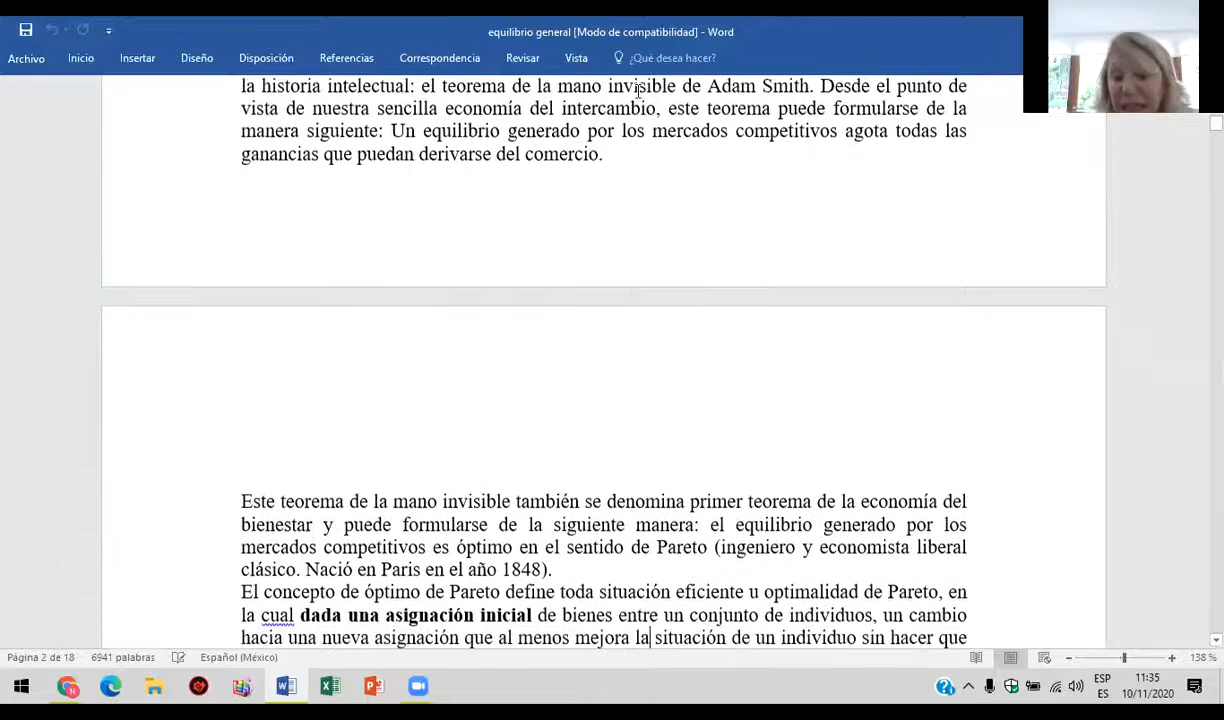 equilibrio general [Modo de compatibilidad] - Word
Archivo Inicio Insertar Diseño Disposición Referencias Correspondencia Revisar Vista ¿Qué desea hacer?
la historia intelectual: el teorema de la mano invisible de Adam Smith. Desde el punto de
vista de nuestra sencilla economía del intercambio, este teorema puede formularse de la
manera siguiente: Un equilibrio generado por los mercados competitivos agota todas las
ganancias que puedan derivarse del comercio.
Este teorema de la mano invisible también se denomina primer teorema de la economía del
bienestar y puede formularse de la siguiente manera: el equilibrio generado por los
mercados competitivos es óptimo en el sentido de Pareto (ingeniero y economista liberal
clásico. Nació en Paris en el año 1848).
El concepto de óptimo de Pareto define toda situación eficiente u optimalidad de Pareto, en
la cual dada una asignación inicial de bienes entre un conjunto de individuos, un cambio
hacia una nueva asignación que al menos mejora la situación de un individuo sin hacer que
Página 2 de 18 6941 palabras Español (México) 138 %
ESP 11:35
ES 10/11/2020